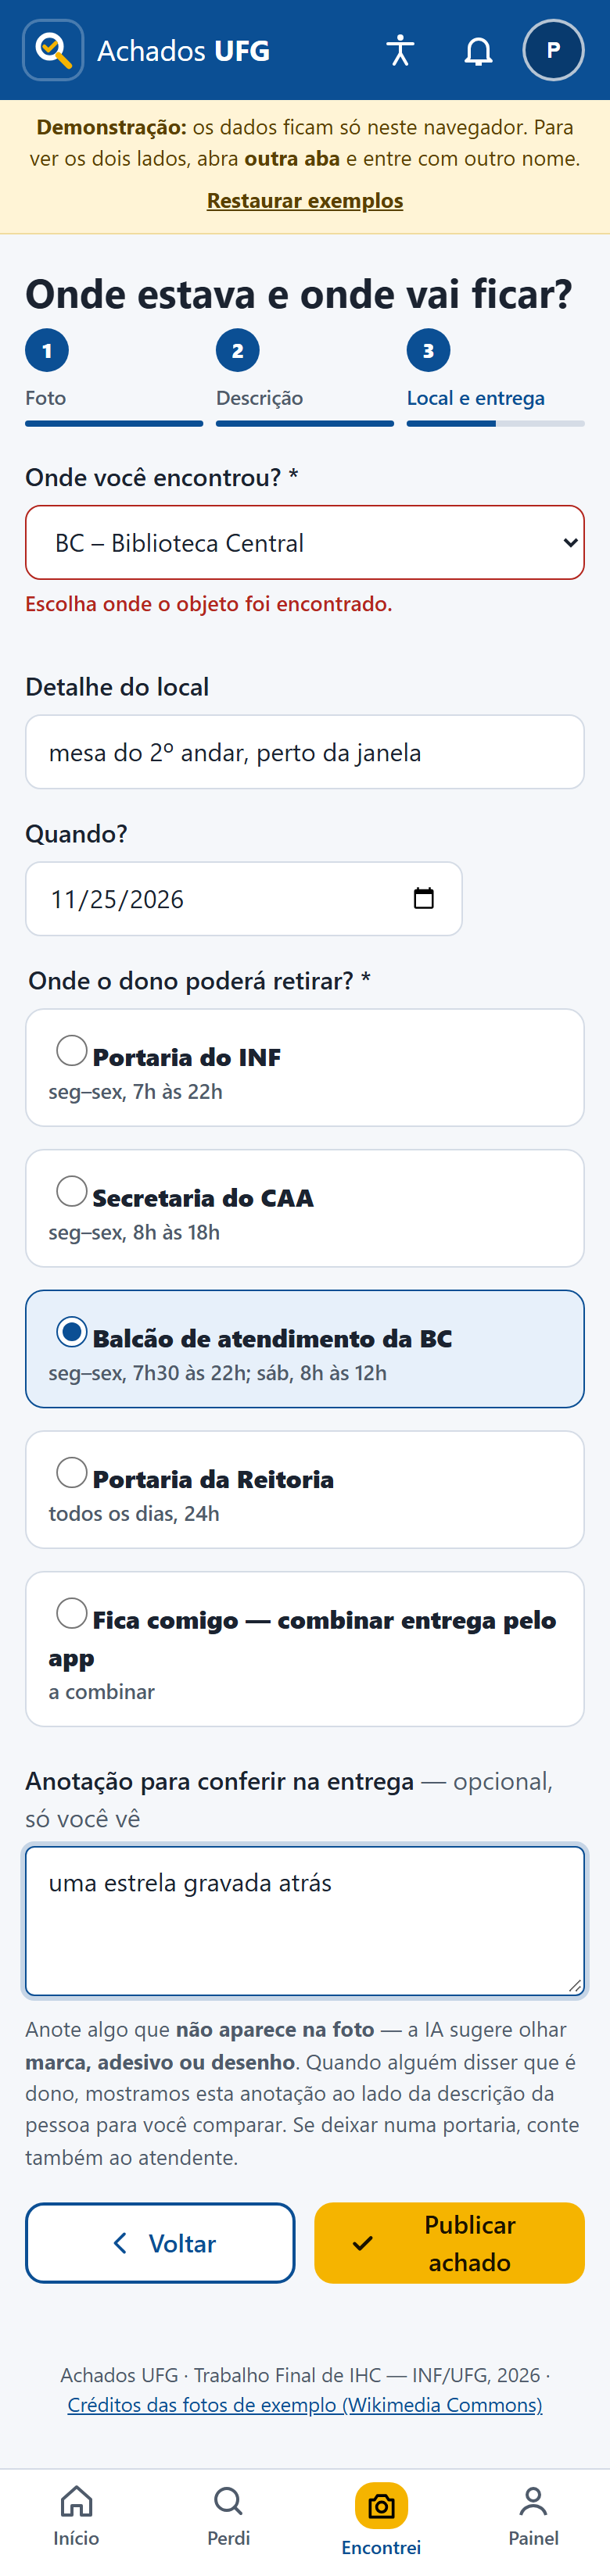 Achados UFG
P
Demonstração: os dados ficam só neste navegador. Para
ver os dois lados, abra outra aba e entre com outro nome.
Restaurar exemplos
Onde estava e onde vai ficar?
1
Foto
2
Descrição
3
Local e entrega
Onde você encontrou? *
BC – Biblioteca Central
Escolha onde o objeto foi encontrado.
Detalhe do local
mesa do 2º andar, perto da janela
Quando?
11/25/2026
Onde o dono poderá retirar? *
Portaria do INF
seg–sex, 7h às 22h
Secretaria do CAA
seg–sex, 8h às 18h
Balcão de atendimento da BC
seg–sex, 7h30 às 22h; sáb, 8h às 12h
Portaria da Reitoria
todos os dias, 24h
Fica comigo — combinar entrega pelo
app
a combinar
Anotação para conferir na entrega — opcional,
só você vê
uma estrela gravada atrás
Anote algo que não aparece na foto — a IA sugere olhar
marca, adesivo ou desenho. Quando alguém disser que é
dono, mostramos esta anotação ao lado da descrição da
pessoa para você comparar. Se deixar numa portaria, conte
também ao atendente.
Voltar
Publicar
achado
Achados UFG · Trabalho Final de IHC — INF/UFG, 2026 ·
Créditos das fotos de exemplo (Wikimedia Commons)
Início
Perdi
Encontrei
Painel